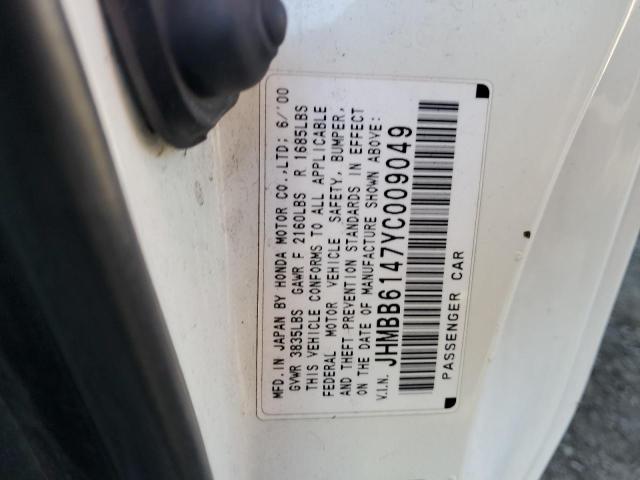 MFD.IN JAPAN BY HONDA MOTOR CO.,LTD: 6/'00
GVWR 3835LBS GAWR F 2160LBS R 1685LBS
THIS VEHICLE CONFORMS TO ALL APPLICABLE
FEDERAL MOTOR VEHICLE SAFETY, BUMPER,
AND THEFT PREVENTION STANDARDS IN EFFECT
ON THE DATE OF MANUFACTURE SHOWN ABOVE.
V.I.N. JHMBB6147YC009049
PASSENGER CAR